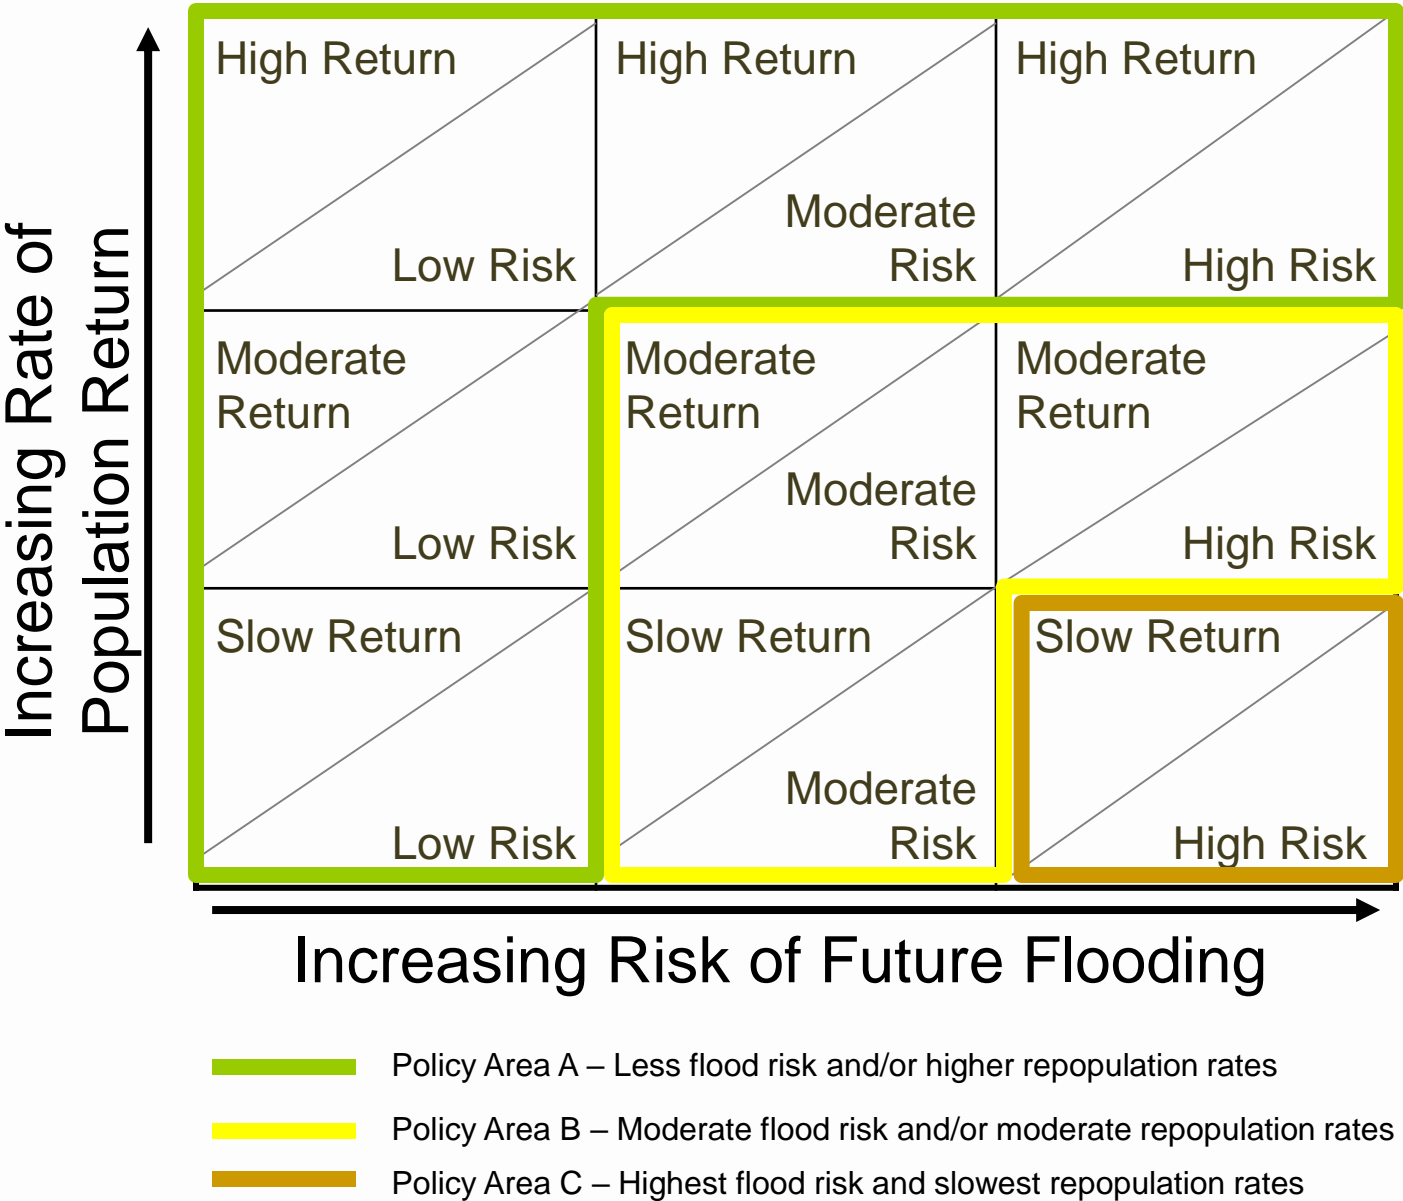 Increasing Rate of
Population Return
High Return
Low Risk
High Return
Moderate
Risk
High Return
High Risk
Moderate
Return
Low Risk
Moderate
Return
Moderate
Risk
Moderate
Return
High Risk
Slow Return
Low Risk
Slow Return
Moderate
Risk
Slow Return
High Risk
Increasing Risk of Future Flooding
Policy Area A – Less flood risk and/or higher repopulation rates
Policy Area B – Moderate flood risk and/or moderate repopulation rates
Policy Area C – Highest flood risk and slowest repopulation rates